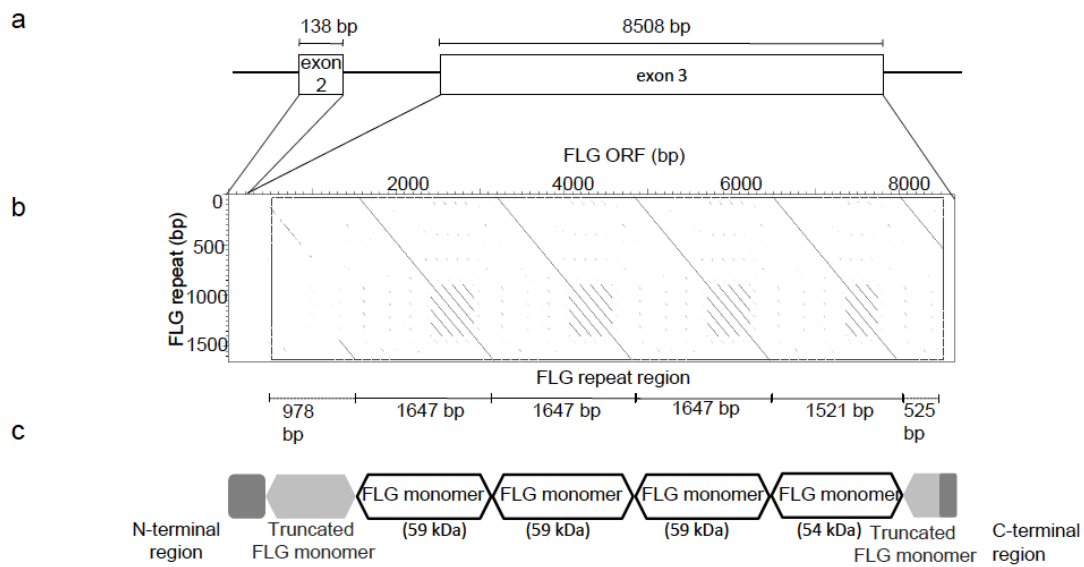 a
138 bp
8508 bp
exon
2
exon 3
FLG ORF (bp)
2000 4000 6000 8000
b
FLG repeat (bp)
0
500
1000
1500
FLG repeat region
978
bp
1647 bp
1647 bp
1647 bp
1521 bp
525
bp
c
FLG monomer
FLG monomer
FLG monomer
FLG monomer
N-terminal
region
Truncated
FLG monomer
(59 kDa)
(59 kDa)
(59 kDa)
(54 kDa)
Truncated
FLG monomer
C-terminal
region